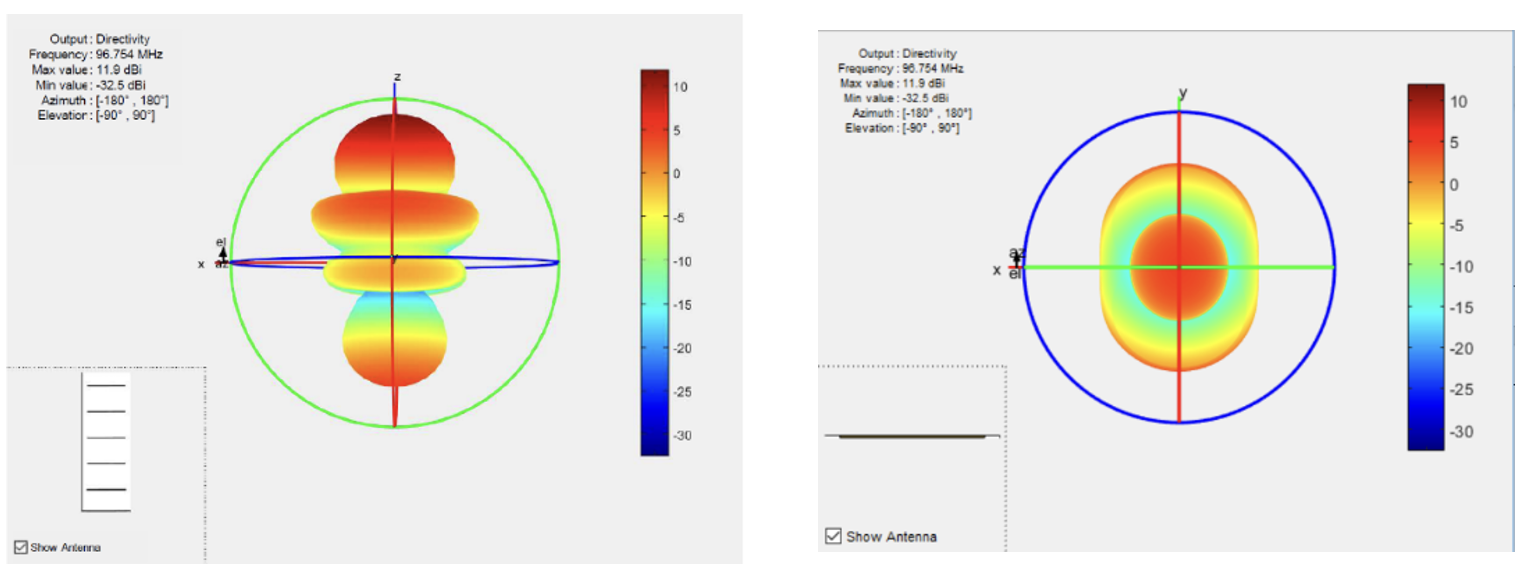 Output : Directivity
Frequency : 96.754 MHz
Max value : 11.9 dBi
Min value : -32.5 dBi
Azimuth : [-180° , 180°]
Elevation : [-90° , 90°]
z
el
x
az
y
10
5
0
-5
-10
-15
-20
-25
-30
Show Antenna
Output : Directivity
Frequency : 96.754 MHz
Max value : 11.9 dBi
Min value : -32.5 dBi
Azimuth : [-180° , 180°]
Elevation : [-90° , 90°]
y
az
x
el
10
5
0
-5
-10
-15
-20
-25
-30
Show Antenna